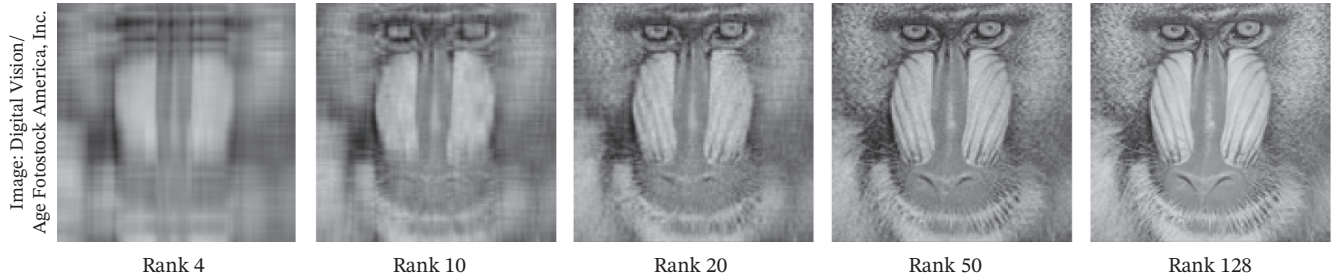 Image: Digital Vision/
Age Fotostock America, Inc.
Rank 4
Rank 10
Rank 20
Rank 50
Rank 128